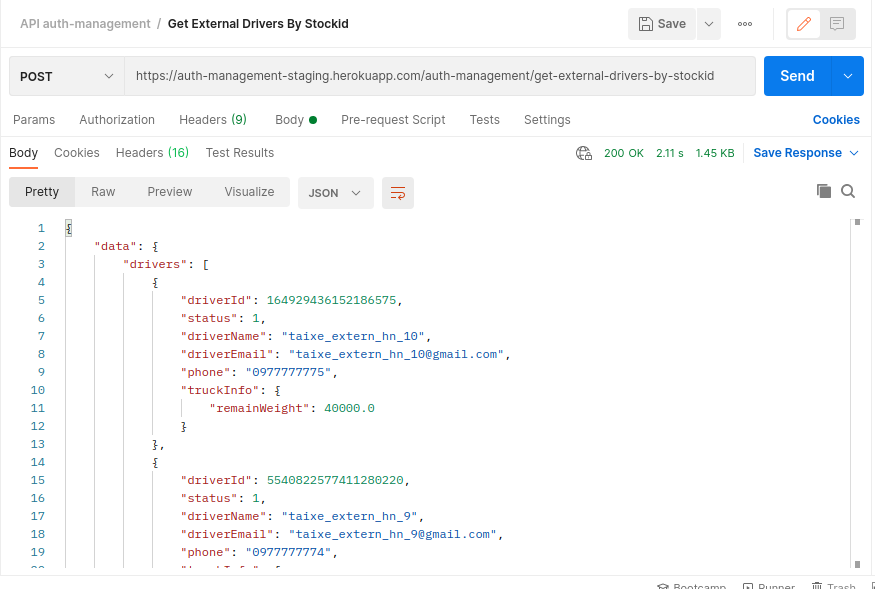 API auth-management / Get External Drivers By Stockid
Save
POST
https://auth-management-staging.herokuapp.com/auth-management/get-external-drivers-by-stockid
Send
Params Authorization Headers (9) Body Pre-request Script Tests Settings Cookies
Body Cookies Headers (16) Test Results 200 OK 2.11 s 1.45 KB Save Response
Pretty Raw Preview Visualize JSON
1 {
2 "data": {
3 "drivers": [
4 {
5 "driverId": 164929436152186575,
6 "status": 1,
7 "driverName": "taixe_extern_hn_10",
8 "driverEmail": "taixe_extern_hn_10@gmail.com",
9 "phone": "0977777775",
10 "truckInfo": {
11 "remainWeight": 40000.0
12 }
13 },
14 {
15 "driverId": 5540822577411280220,
16 "status": 1,
17 "driverName": "taixe_extern_hn_9",
18 "driverEmail": "taixe_extern_hn_9@gmail.com",
19 "phone": "0977777774",
20 "truckInfo": {
Bootcamp Runner Trash